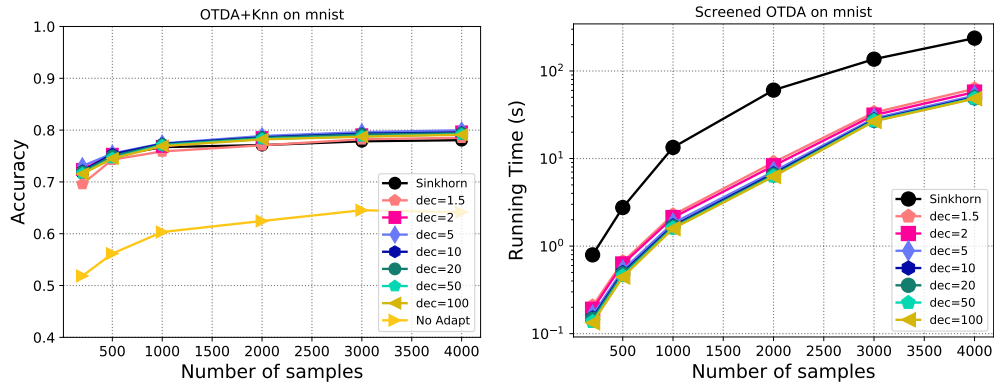 OTDA+Knn on mnist
1.0
0.9
0.8
0.7
0.6
0.5
0.4
Accuracy
500 1000 1500 2000 2500 3000 3500 4000
Number of samples
Sinkhorn
dec=1.5
dec=2
dec=5
dec=10
dec=20
dec=50
dec=100
No Adapt
Screened OTDA on mnist
10²
10¹
10⁰
10⁻¹
Running Time (s)
500 1000 1500 2000 2500 3000 3500 4000
Number of samples
Sinkhorn
dec=1.5
dec=2
dec=5
dec=10
dec=20
dec=50
dec=100